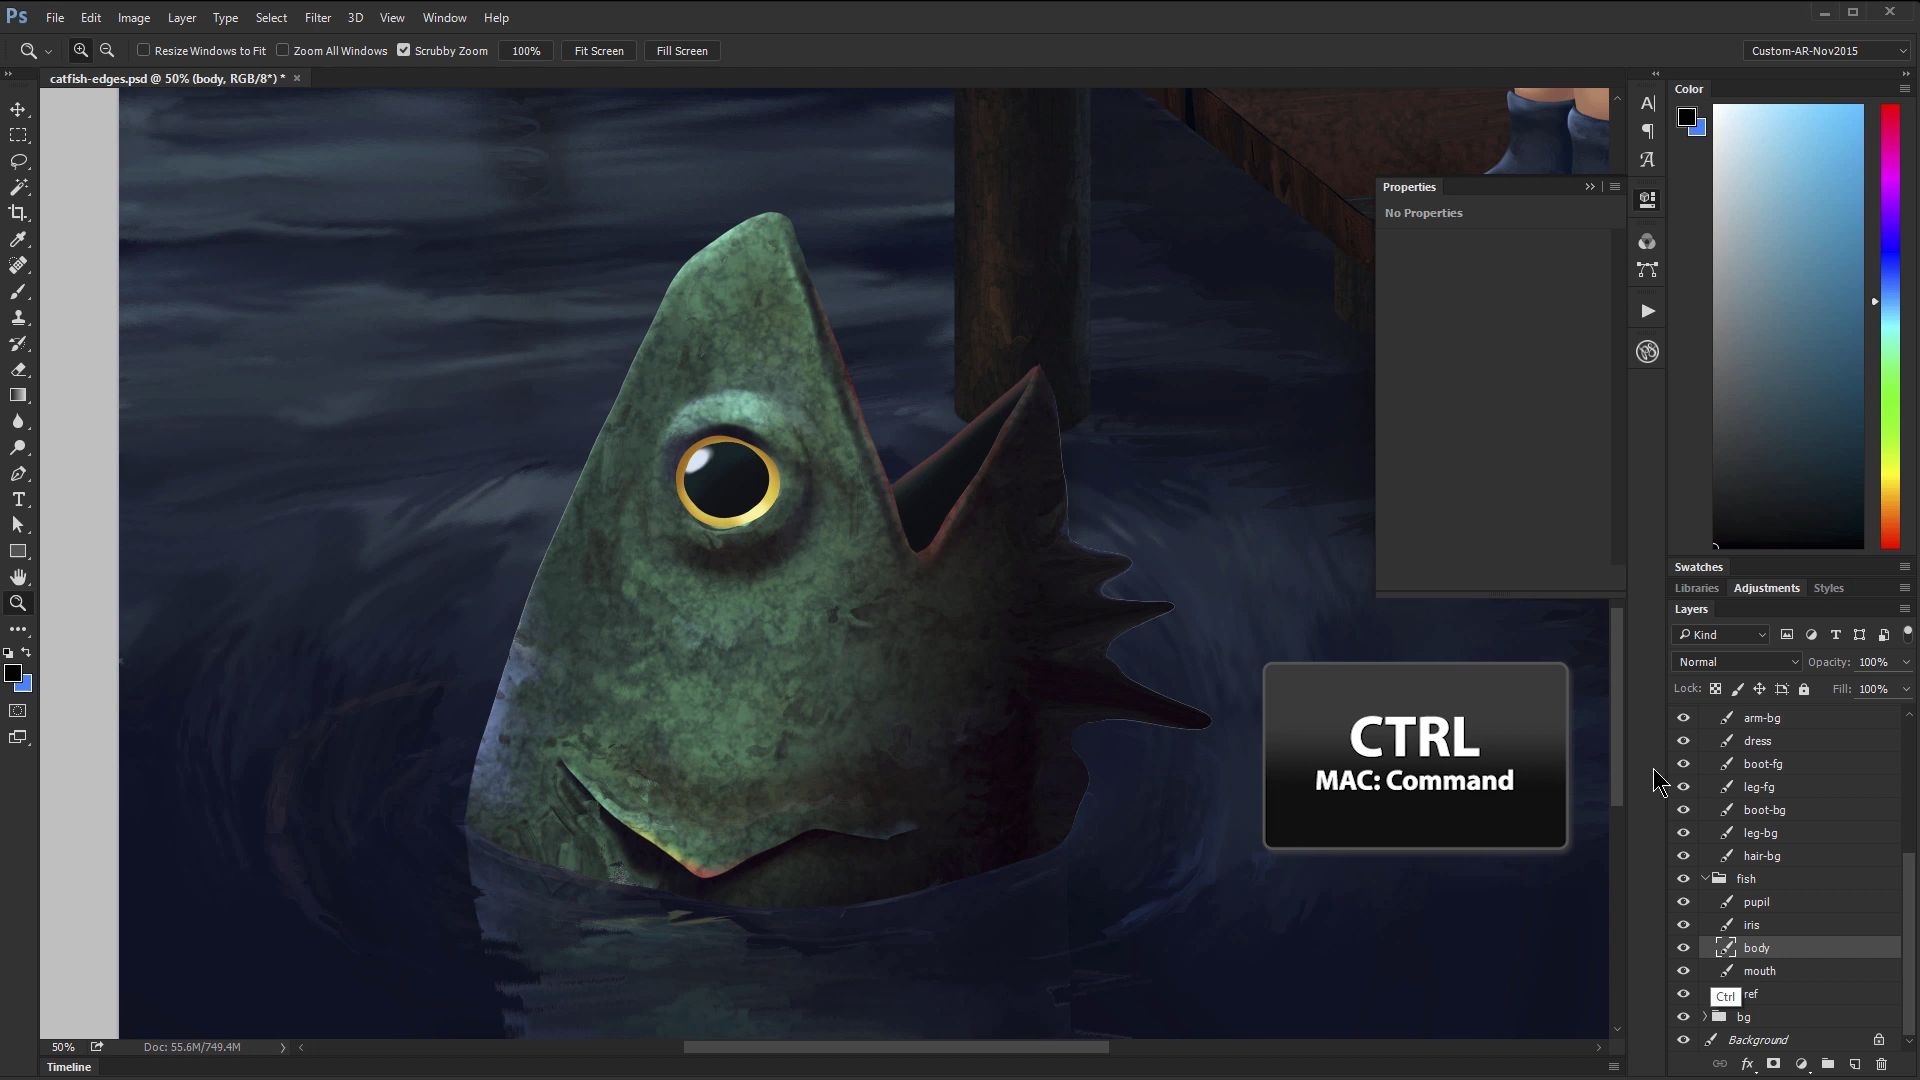 Ps File Edit Image Layer Type Select Filter 3D View Window Help
Resize Windows to Fit Zoom All Windows Scrubby Zoom 100% Fit Screen Fill Screen Custom-AR-Nov2015
catfish-edges.psd @ 50% (body, RGB/8*) * ×
Color
Properties
No Properties
Swatches
Libraries Adjustments Styles
Layers
Kind
Normal Opacity: 100%
Lock: Fill: 100%
arm-bg
dress
boot-fg
leg-fg
boot-bg
leg-bg
hair-bg
fish
pupil
iris
body
mouth
Ctrl ref
bg
Background
CTRL
MAC: Command
50% Doc: 55.6M/749.4M
Timeline
fx